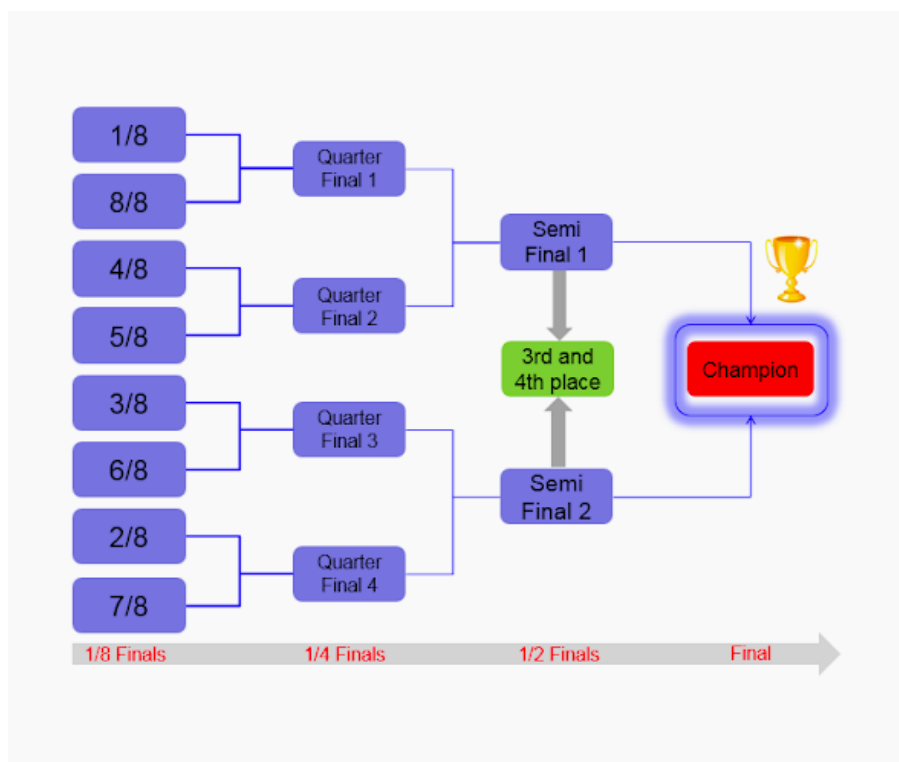 1/8
8/8
4/8
5/8
3/8
6/8
2/8
7/8
Quarter
Final 1
Quarter
Final 2
Quarter
Final 3
Quarter
Final 4
Semi
Final 1
3rd and
4th place
Semi
Final 2
Champion
1/8 Finals
1/4 Finals
1/2 Finals
Final